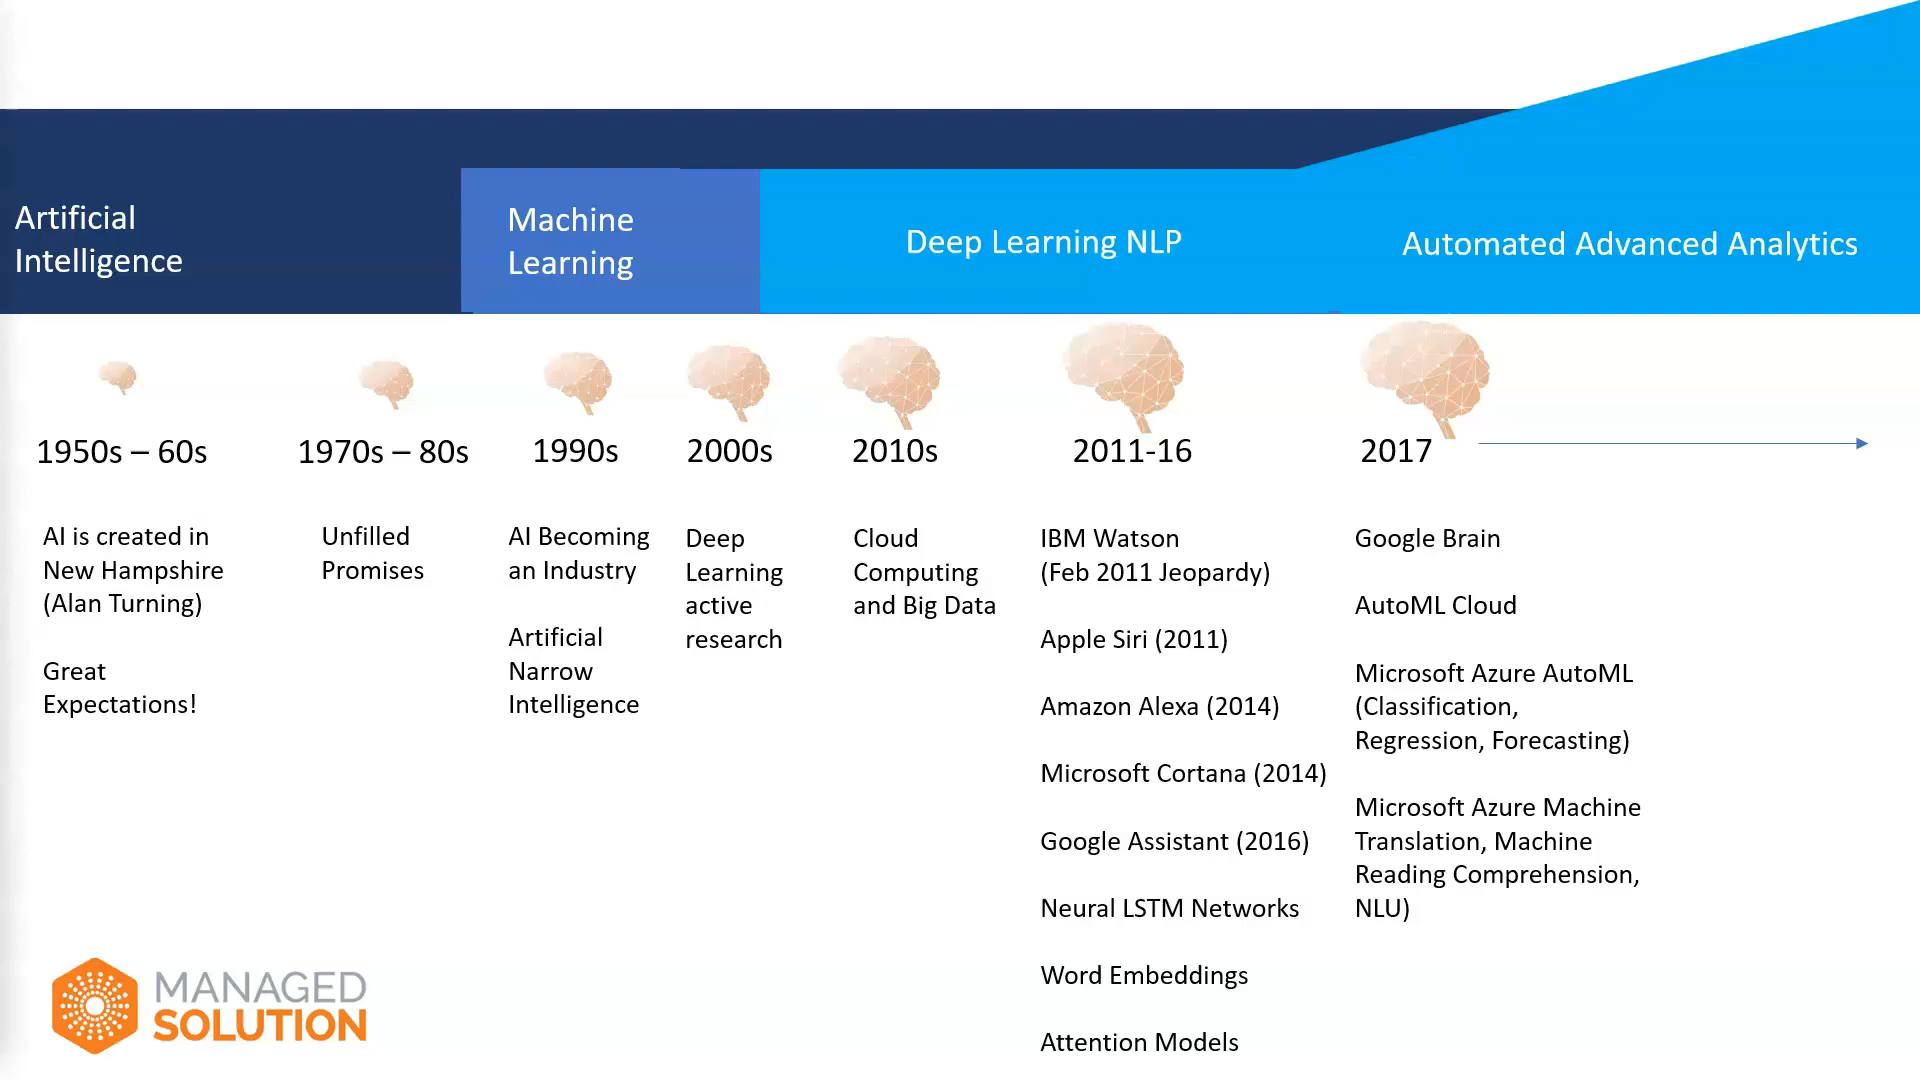 Artificial
Intelligence
Machine
Learning
Deep Learning NLP
Automated Advanced Analytics
1950s – 60s
1970s – 80s
1990s
2000s
2010s
2011-16
2017
AI is created in
New Hampshire
(Alan Turning)
Great
Expectations!
Unfilled
Promises
AI Becoming
an Industry
Artificial
Narrow
Intelligence
Deep
Learning
active
research
Cloud
Computing
and Big Data
IBM Watson
(Feb 2011 Jeopardy)
Apple Siri (2011)
Amazon Alexa (2014)
Microsoft Cortana (2014)
Google Assistant (2016)
Neural LSTM Networks
Word Embeddings
Attention Models
Google Brain
AutoML Cloud
Microsoft Azure AutoML
(Classification,
Regression, Forecasting)
Microsoft Azure Machine
Translation, Machine
Reading Comprehension,
NLU)
MANAGED
SOLUTION